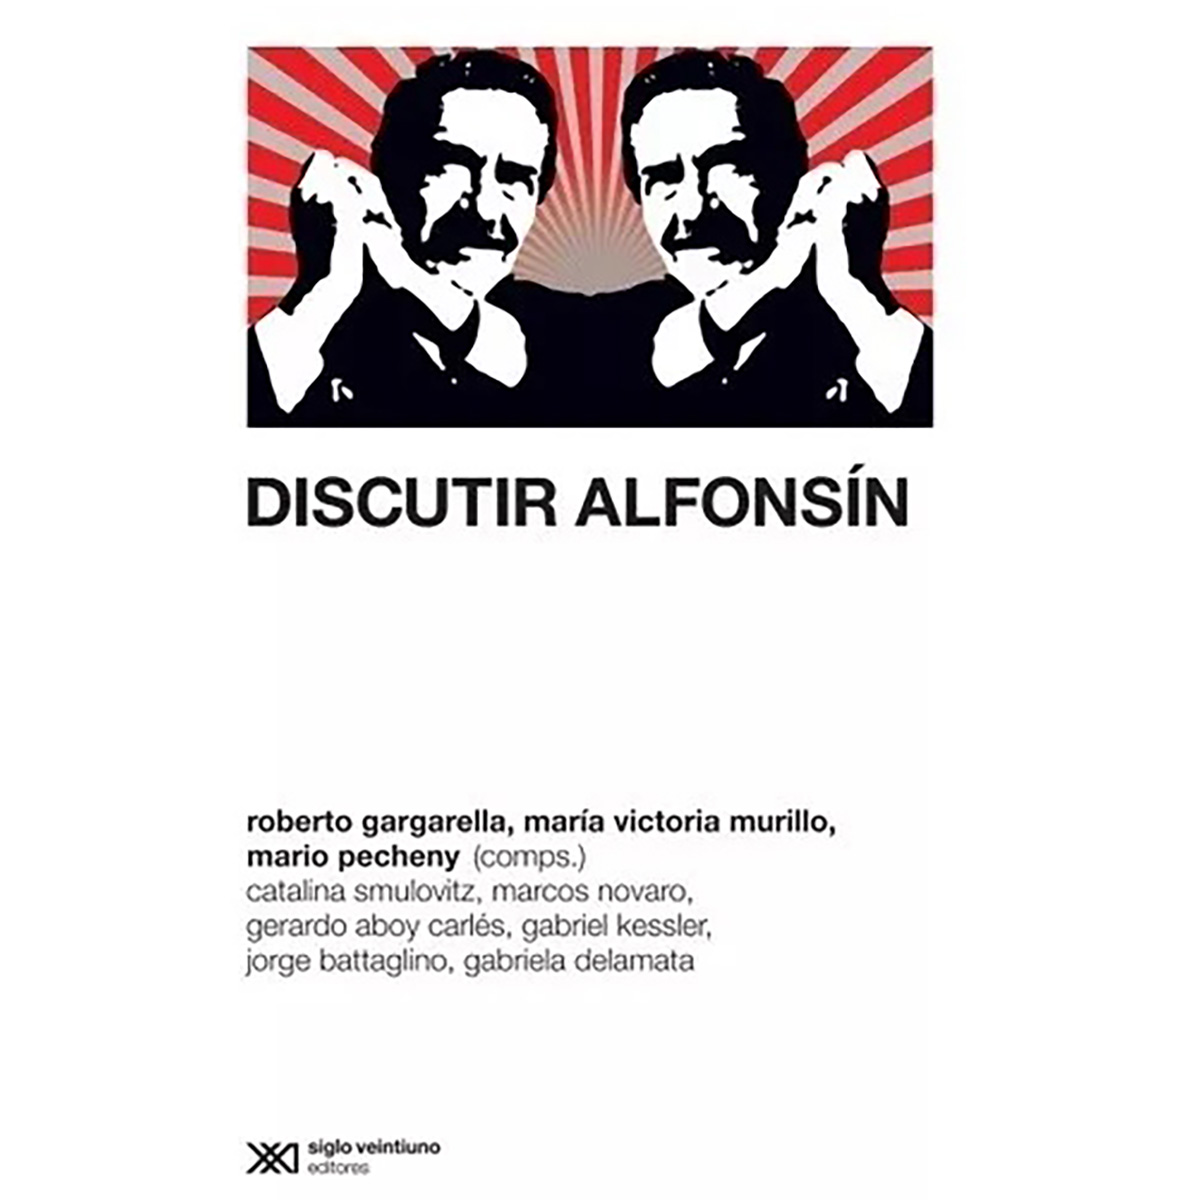 DISCUTIR ALFONSÍN
roberto gargarella, maría victoria murillo,
mario pecheny (comps.)
catalina smulovitz, marcos novaro,
gerardo aboy carlés, gabriel kessler,
jorge battaglino, gabriela delamata
siglo veintiuno
editores